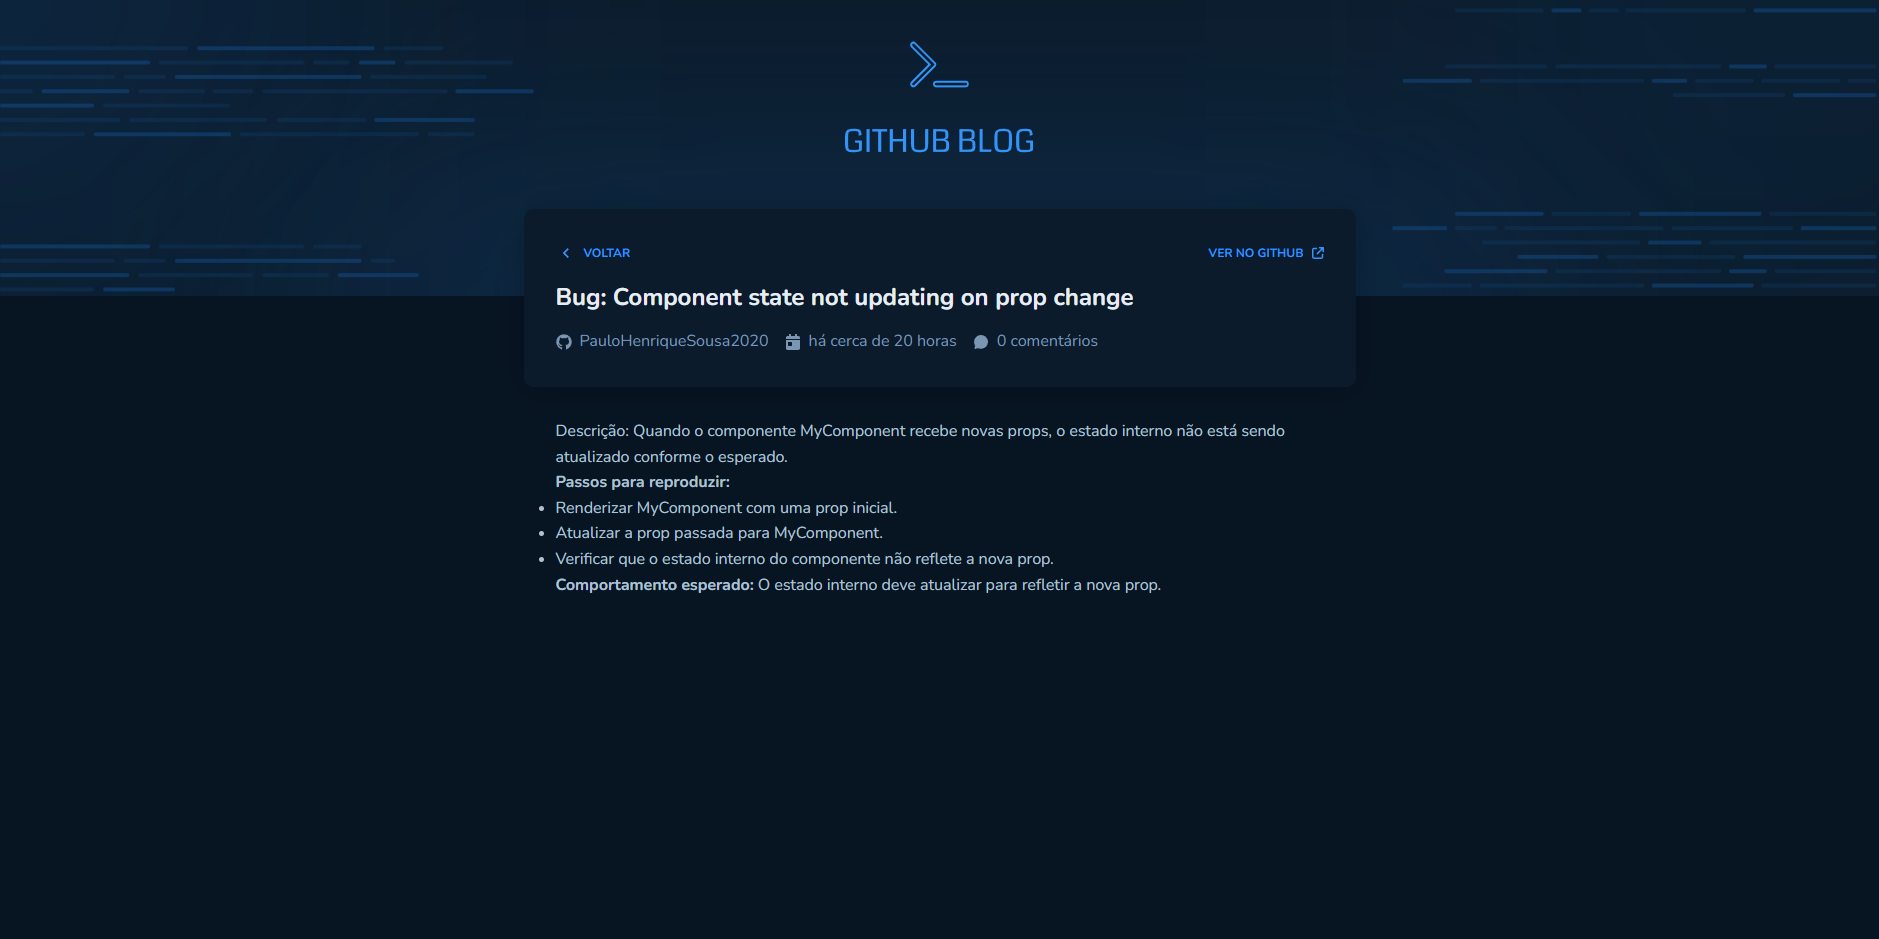 GITHUB BLOG
VOLTAR
VER NO GITHUB
Bug: Component state not updating on prop change
PauloHenriqueSousa2020 há cerca de 20 horas 0 comentários
Descrição: Quando o componente MyComponent recebe novas props, o estado interno não está sendo
atualizado conforme o esperado.
Passos para reproduzir:
• Renderizar MyComponent com uma prop inicial.
• Atualizar a prop passada para MyComponent.
• Verificar que o estado interno do componente não reflete a nova prop.
Comportamento esperado: O estado interno deve atualizar para refletir a nova prop.